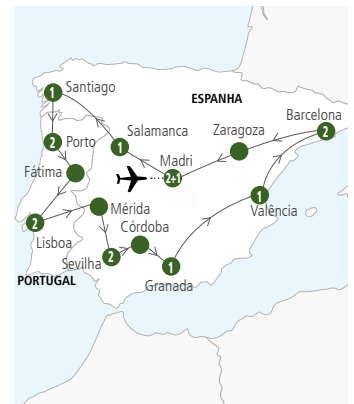 1 Santiago
ESPANHA
Barcelona
2
2 Porto
Salamanca
1
Zaragoza
Fátima
Madri
2+1
1
Valência
2
Lisboa
Mérida
Córdoba
Sevilha 2
1
Granada
PORTUGAL